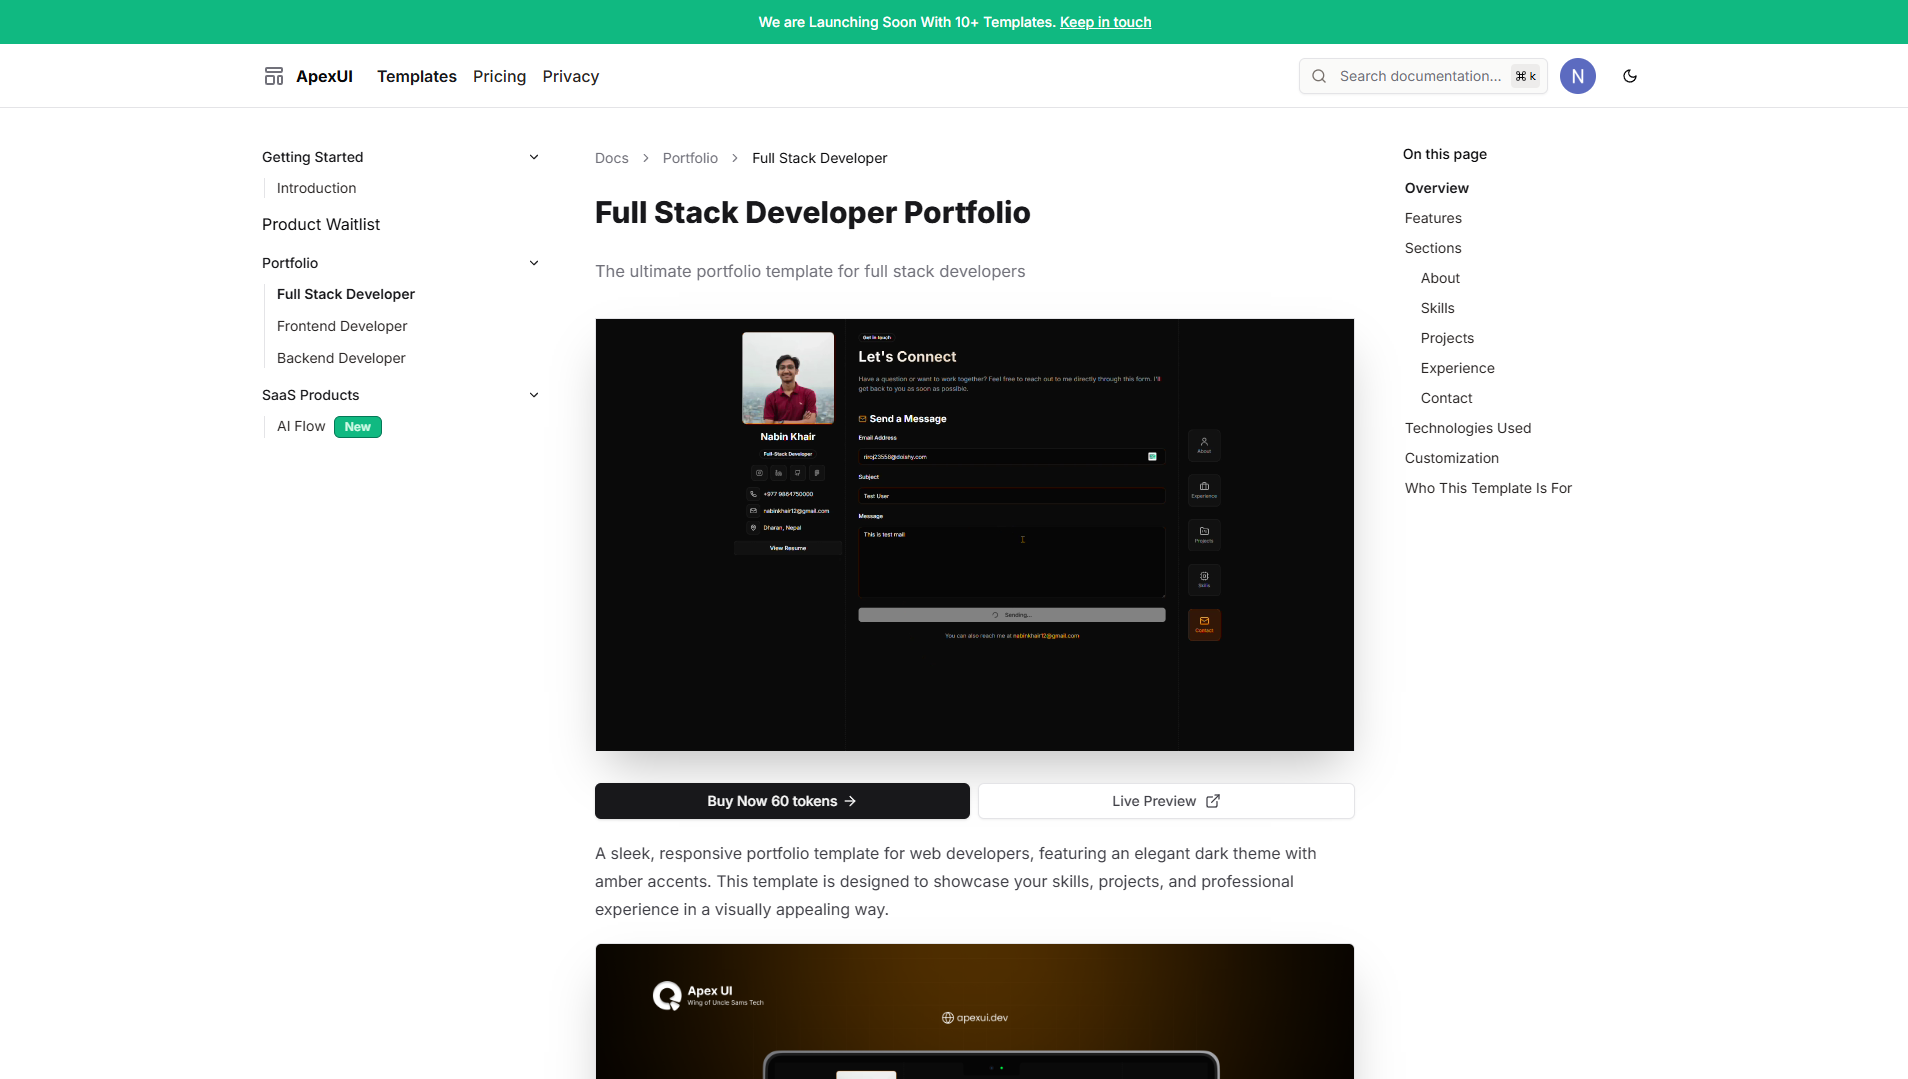 We are Launching Soon With 10+ Templates. Keep in touch
ApexUI Templates Pricing Privacy
Search documentation... ⌘ k
N
Getting Started
Introduction
Product Waitlist
Portfolio
Full Stack Developer
Frontend Developer
Backend Developer
SaaS Products
AI Flow New
Docs > Portfolio > Full Stack Developer
Full Stack Developer Portfolio
The ultimate portfolio template for full stack developers
Nabin Khair
Full-Stack Developer
+977 9864750000
nabinkhair12@gmail.com
Dharan, Nepal
View Resume
Get in touch
Let's Connect
Have a question or want to work together? Feel free to reach out to me directly through this form. I'll
get back to you as soon as possible.
Send a Message
Email Address
riroj23558@doishy.com
Subject
Test User
Message
This is test mail
Sending...
You can also reach me at nabinkhair12@gmail.com
About
Experience
Projects
Skills
Contact
Buy Now 60 tokens →
Live Preview
A sleek, responsive portfolio template for web developers, featuring an elegant dark theme with
amber accents. This template is designed to showcase your skills, projects, and professional
experience in a visually appealing way.
Apex UI
Wing of Uncle Sams Tech
apexui.dev
On this page
Overview
Features
Sections
About
Skills
Projects
Experience
Contact
Technologies Used
Customization
Who This Template Is For